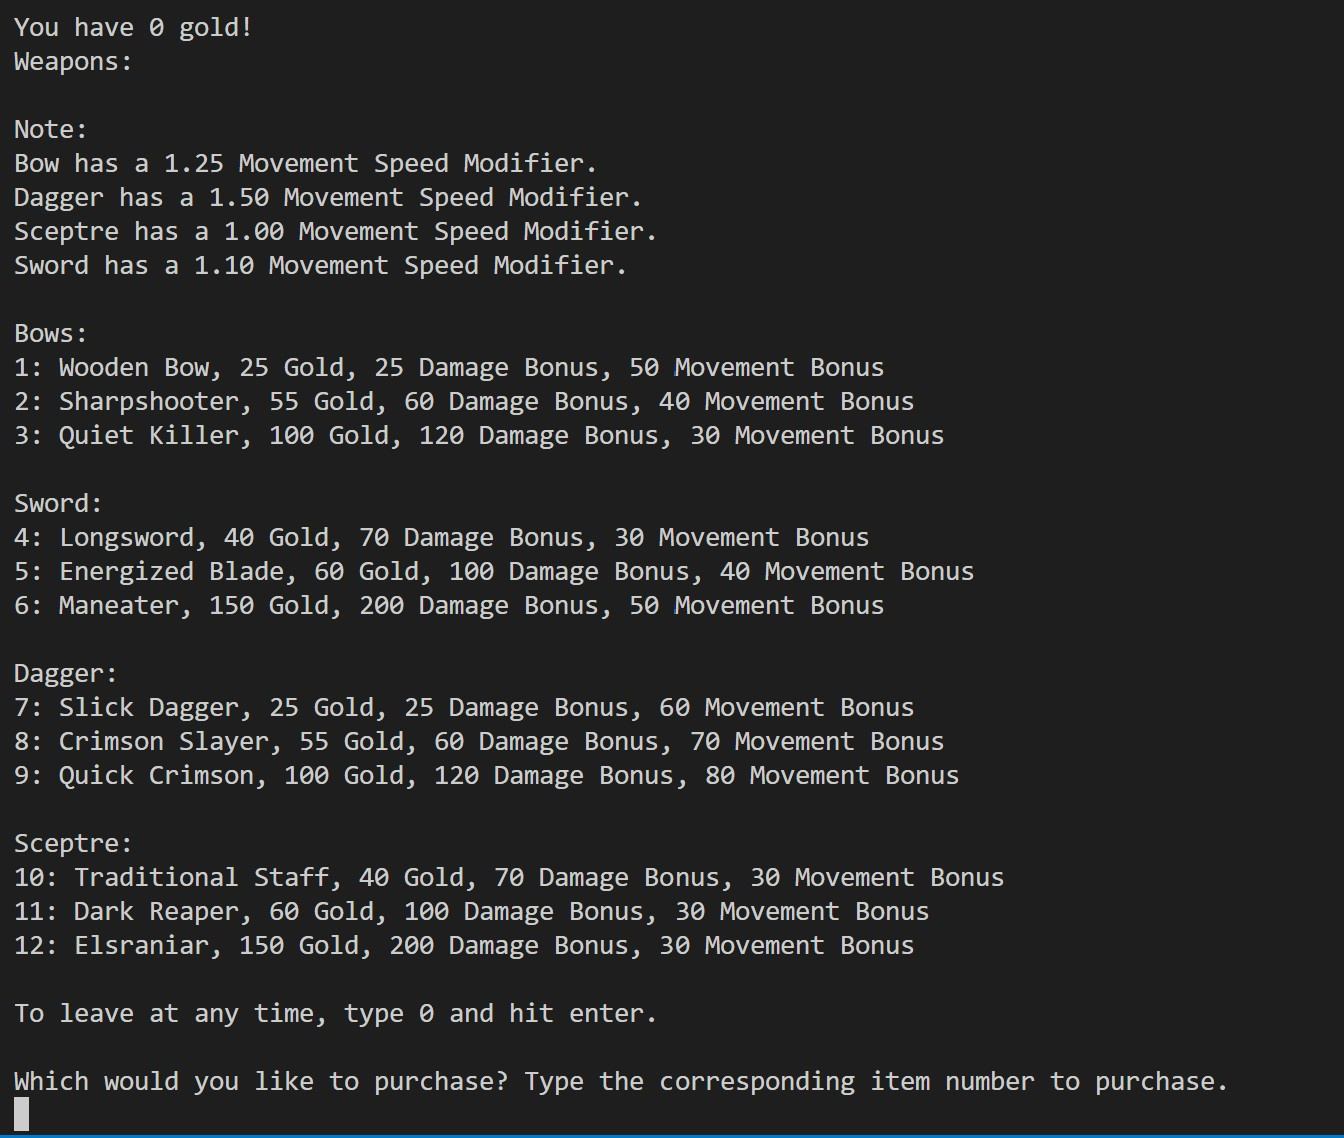 You have 0 gold!
Weapons:
Note:
Bow has a 1.25 Movement Speed Modifier.
Dagger has a 1.50 Movement Speed Modifier.
Sceptre has a 1.00 Movement Speed Modifier.
Sword has a 1.10 Movement Speed Modifier.
Bows:
1: Wooden Bow, 25 Gold, 25 Damage Bonus, 50 Movement Bonus
2: Sharpshooter, 55 Gold, 60 Damage Bonus, 40 Movement Bonus
3: Quiet Killer, 100 Gold, 120 Damage Bonus, 30 Movement Bonus
Sword:
4: Longsword, 40 Gold, 70 Damage Bonus, 30 Movement Bonus
5: Energized Blade, 60 Gold, 100 Damage Bonus, 40 Movement Bonus
6: Maneater, 150 Gold, 200 Damage Bonus, 50 Movement Bonus
Dagger:
7: Slick Dagger, 25 Gold, 25 Damage Bonus, 60 Movement Bonus
8: Crimson Slayer, 55 Gold, 60 Damage Bonus, 70 Movement Bonus
9: Quick Crimson, 100 Gold, 120 Damage Bonus, 80 Movement Bonus
Sceptre:
10: Traditional Staff, 40 Gold, 70 Damage Bonus, 30 Movement Bonus
11: Dark Reaper, 60 Gold, 100 Damage Bonus, 30 Movement Bonus
12: Elsraniar, 150 Gold, 200 Damage Bonus, 30 Movement Bonus
To leave at any time, type 0 and hit enter.
Which would you like to purchase? Type the corresponding item number to purchase.